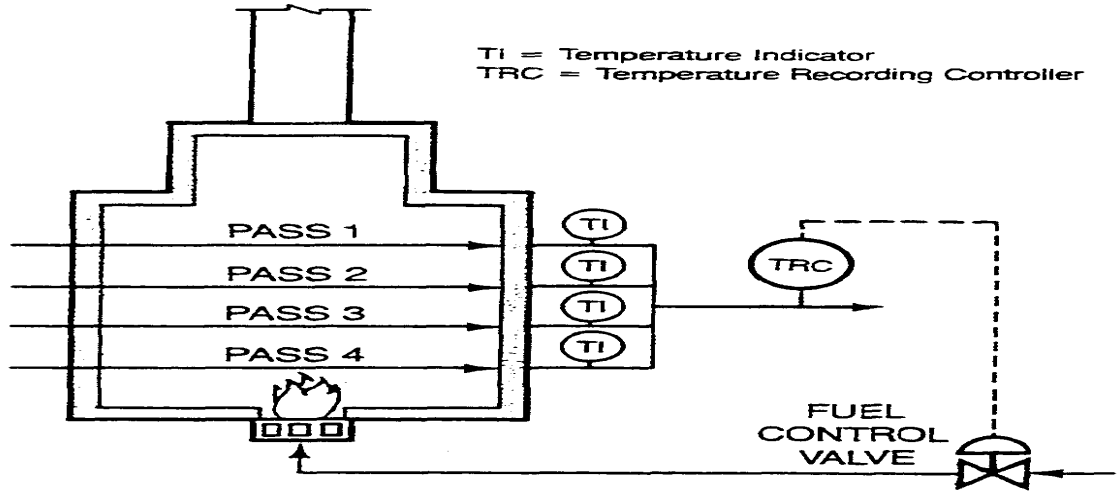 TI = Temperature Indicator
TRC = Temperature Recording Controller
PASS 1
TI
PASS 2
TI
TRC
PASS 3
TI
PASS 4
TI
FUEL
CONTROL
VALVE